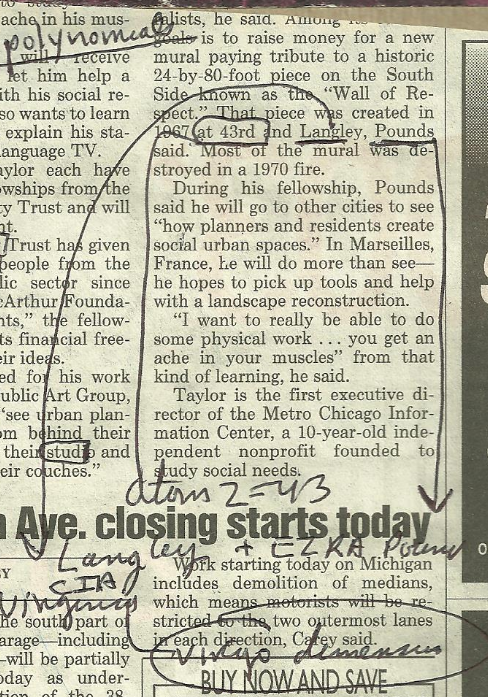 ache in his mus-
polynomial
will receive
let him help a
ith his social re-
so wants to learn
explain his sta-
anguage TV.
aylor each have
owships from the
ty Trust and will
nt.
Trust has given
people from the
lic sector since
cArthur Founda-
nts," the fellow-
ts financial free-
eir ideas.
ed for his work
ublic Art Group,
"see urban plan-
om behind their
their studi and
eir couches."
alists, he said. Among its
goals is to raise money for a new
mural paying tribute to a historic
24-by-80-foot piece on the South
Side known as the "Wall of Re-
spect." That piece was created in
1967 at 43rd and Langley, Pounds
said. Most of the mural was de-
stroyed in a 1970 fire.
During his fellowship, Pounds
said he will go to other cities to see
"how planners and residents create
social urban spaces." In Marseilles,
France, he will do more than see—
he hopes to pick up tools and help
with a landscape reconstruction.
"I want to really be able to do
some physical work . . . you get an
ache in your muscles" from that
kind of learning, he said.
Taylor is the first executive di-
rector of the Metro Chicago Infor-
mation Center, a 10-year-old inde-
pendent nonprofit founded to
study social needs.
atom Z=43
n Ave. closing starts today
Langley + EZRA Pound
CIA
Virginia
BY
the south part of
arage—including
—will be partially
oday as under-
tion of the 38
Work starting today on Michigan
includes demolition of medians,
which means motorists will be re-
stricted to the two outermost lanes
in each direction, Carey said.
Virgo
BUY NOW AND SAVE